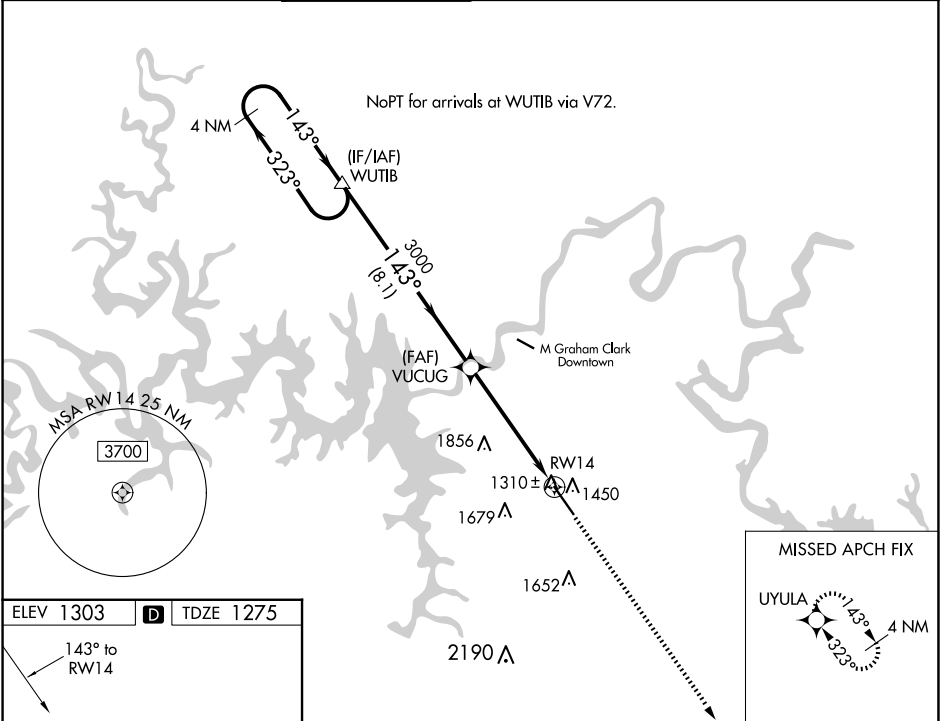 NoPT for arrivals at WUTIB via V72.
4 NM
143°
323°
(IF/IAF)
WUTIB
3000
143°
(8.1)
M Graham Clark
Downtown
(FAF)
VUCUG
MSA RW14 25 NM
3700
1856
RW14
1310±
1450
1679
1652
2190
MISSED APCH FIX
UYULA
143°
4 NM
323°
ELEV 1303
D
TDZE 1275
143° to
RW14